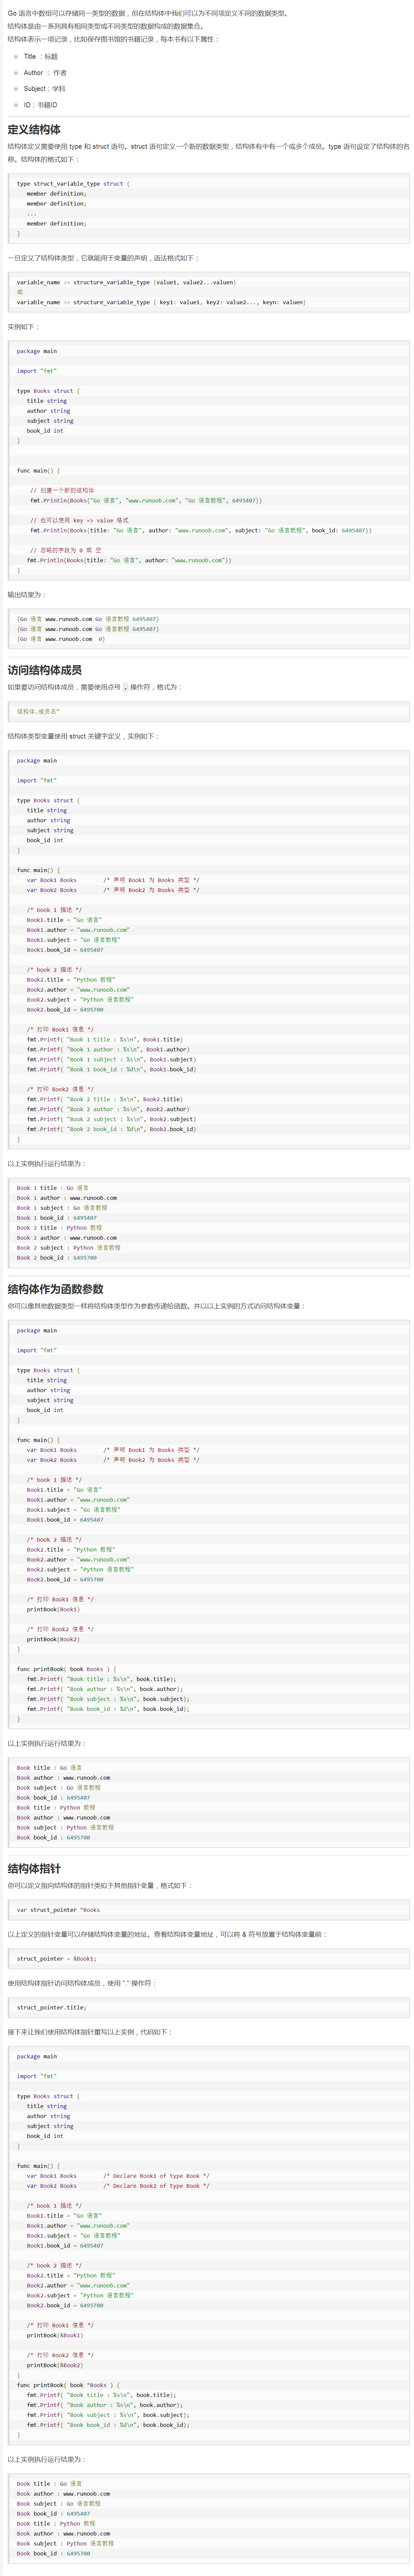 Go 语言中数组可以存储同一类型的数据，但在结构体中我们可以为不同项定义不同的数据类型。
结构体是由一系列具有相同类型或不同类型的数据构成的数据集合。
结构体表示一项记录，比如保存图书馆的书籍记录，每本书有以下属性：
Title ：标题
Author ： 作者
Subject：学科
ID：书籍ID
定义结构体
结构体定义需要使用 type 和 struct 语句。struct 语句定义一个新的数据类型，结构体有中有一个或多个成员。type 语句设定了结构体的名
称。结构体的格式如下：
type struct_variable_type struct {
member definition;
member definition;
...
member definition;
}
一旦定义了结构体类型，它就能用于变量的声明，语法格式如下：
variable_name := structure_variable_type {value1, value2...valuen}
或
variable_name := structure_variable_type { key1: value1, key2: value2..., keyn: valuen}
实例如下：
package main
import "fmt"
type Books struct {
title string
author string
subject string
book_id int
}
func main() {
// 创建一个新的结构体
fmt.Println(Books{"Go 语言", "www.runoob.com", "Go 语言教程", 6495407})
// 也可以使用 key => value 格式
fmt.Println(Books{title: "Go 语言", author: "www.runoob.com", subject: "Go 语言教程", book_id: 6495407})
// 忽略的字段为 0 或 空
fmt.Println(Books{title: "Go 语言", author: "www.runoob.com"})
}
输出结果为：
{Go 语言 www.runoob.com Go 语言教程 6495407}
{Go 语言 www.runoob.com Go 语言教程 6495407}
{Go 语言 www.runoob.com  0}
访问结构体成员
如果要访问结构体成员，需要使用点号 . 操作符，格式为：
结构体.成员名"
结构体类型变量使用 struct 关键字定义，实例如下：
package main
import "fmt"
type Books struct {
title string
author string
subject string
book_id int
}
func main() {
var Book1 Books        /* 声明 Book1 为 Books 类型 */
var Book2 Books        /* 声明 Book2 为 Books 类型 */
/* book 1 描述 */
Book1.title = "Go 语言"
Book1.author = "www.runoob.com"
Book1.subject = "Go 语言教程"
Book1.book_id = 6495407
/* book 2 描述 */
Book2.title = "Python 教程"
Book2.author = "www.runoob.com"
Book2.subject = "Python 语言教程"
Book2.book_id = 6495700
/* 打印 Book1 信息 */
fmt.Printf( "Book 1 title : %s\n", Book1.title)
fmt.Printf( "Book 1 author : %s\n", Book1.author)
fmt.Printf( "Book 1 subject : %s\n", Book1.subject)
fmt.Printf( "Book 1 book_id : %d\n", Book1.book_id)
/* 打印 Book2 信息 */
fmt.Printf( "Book 2 title : %s\n", Book2.title)
fmt.Printf( "Book 2 author : %s\n", Book2.author)
fmt.Printf( "Book 2 subject : %s\n", Book2.subject)
fmt.Printf( "Book 2 book_id : %d\n", Book2.book_id)
}
以上实例执行运行结果为：
Book 1 title : Go 语言
Book 1 author : www.runoob.com
Book 1 subject : Go 语言教程
Book 1 book_id : 6495407
Book 2 title : Python 教程
Book 2 author : www.runoob.com
Book 2 subject : Python 语言教程
Book 2 book_id : 6495700
结构体作为函数参数
你可以像其他数据类型一样将结构体类型作为参数传递给函数。并以以上实例的方式访问结构体变量：
package main
import "fmt"
type Books struct {
title string
author string
subject string
book_id int
}
func main() {
var Book1 Books        /* 声明 Book1 为 Books 类型 */
var Book2 Books        /* 声明 Book2 为 Books 类型 */
/* book 1 描述 */
Book1.title = "Go 语言"
Book1.author = "www.runoob.com"
Book1.subject = "Go 语言教程"
Book1.book_id = 6495407
/* book 2 描述 */
Book2.title = "Python 教程"
Book2.author = "www.runoob.com"
Book2.subject = "Python 语言教程"
Book2.book_id = 6495700
/* 打印 Book1 信息 */
printBook(Book1)
/* 打印 Book2 信息 */
printBook(Book2)
}
func printBook( book Books ) {
fmt.Printf( "Book title : %s\n", book.title);
fmt.Printf( "Book author : %s\n", book.author);
fmt.Printf( "Book subject : %s\n", book.subject);
fmt.Printf( "Book book_id : %d\n", book.book_id);
}
以上实例执行运行结果为：
Book title : Go 语言
Book author : www.runoob.com
Book subject : Go 语言教程
Book book_id : 6495407
Book title : Python 教程
Book author : www.runoob.com
Book subject : Python 语言教程
Book book_id : 6495700
结构体指针
你可以定义指向结构体的指针类似于其他指针变量，格式如下：
var struct_pointer *Books
以上定义的指针变量可以存储结构体变量的地址。查看结构体变量地址，可以将 & 符号放置于结构体变量前：
struct_pointer = &Book1;
使用结构体指针访问结构体成员，使用 "." 操作符：
struct_pointer.title;
接下来让我们使用结构体指针重写以上实例，代码如下：
package main
import "fmt"
type Books struct {
title string
author string
subject string
book_id int
}
func main() {
var Book1 Books        /* Declare Book1 of type Book */
var Book2 Books        /* Declare Book2 of type Book */
/* book 1 描述 */
Book1.title = "Go 语言"
Book1.author = "www.runoob.com"
Book1.subject = "Go 语言教程"
Book1.book_id = 6495407
/* book 2 描述 */
Book2.title = "Python 教程"
Book2.author = "www.runoob.com"
Book2.subject = "Python 语言教程"
Book2.book_id = 6495700
/* 打印 Book1 信息 */
printBook(&Book1)
/* 打印 Book2 信息 */
printBook(&Book2)
}
func printBook( book *Books ) {
fmt.Printf( "Book title : %s\n", book.title);
fmt.Printf( "Book author : %s\n", book.author);
fmt.Printf( "Book subject : %s\n", book.subject);
fmt.Printf( "Book book_id : %d\n", book.book_id);
}
以上实例执行运行结果为：
Book title : Go 语言
Book author : www.runoob.com
Book subject : Go 语言教程
Book book_id : 6495407
Book title : Python 教程
Book author : www.runoob.com
Book subject : Python 语言教程
Book book_id : 6495700